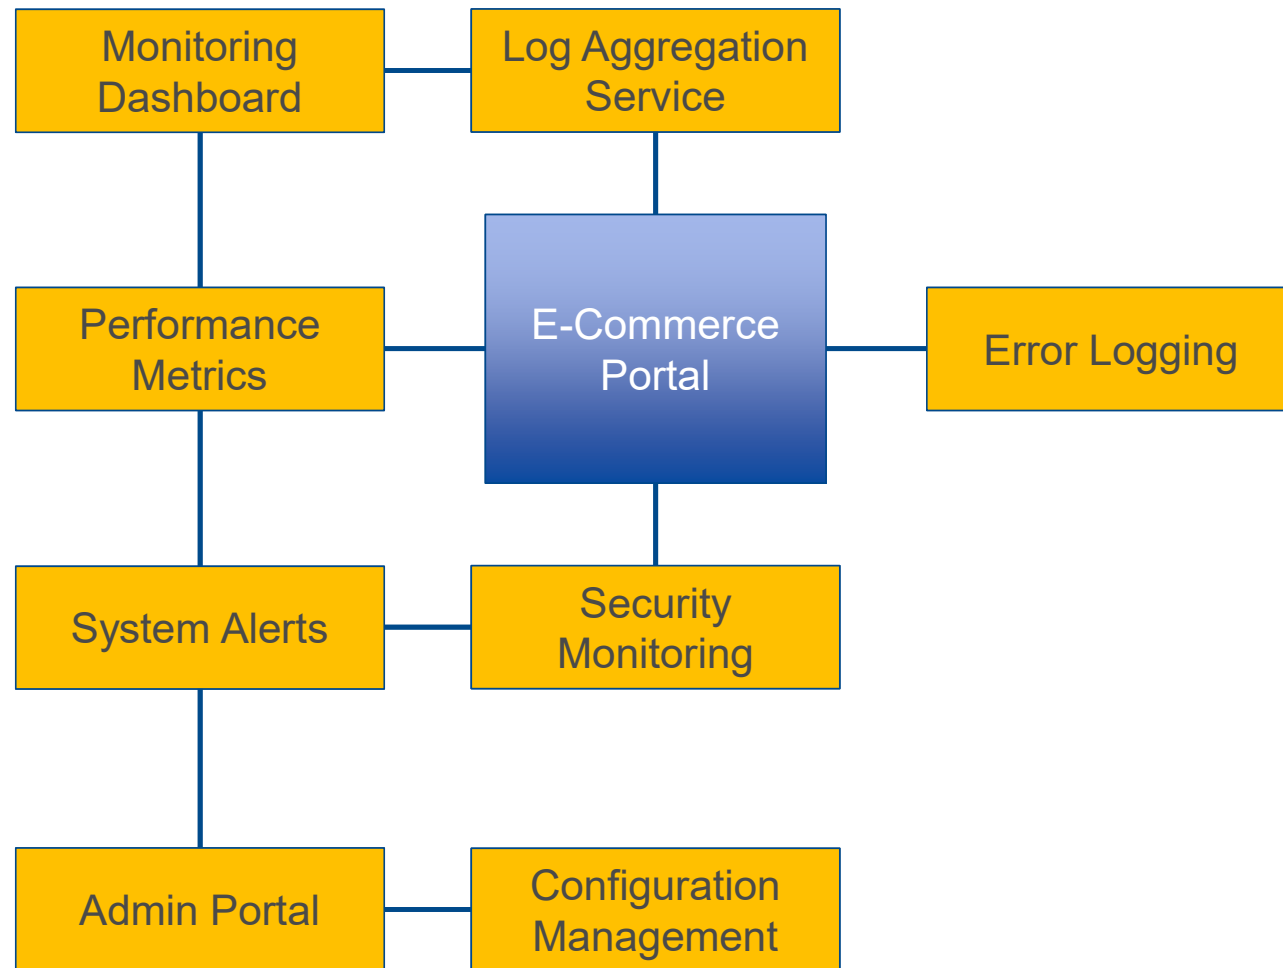 Monitoring
Dashboard
Log Aggregation
Service
Performance
Metrics
E-Commerce
Portal
Error Logging
System Alerts
Security
Monitoring
Admin Portal
Configuration
Management